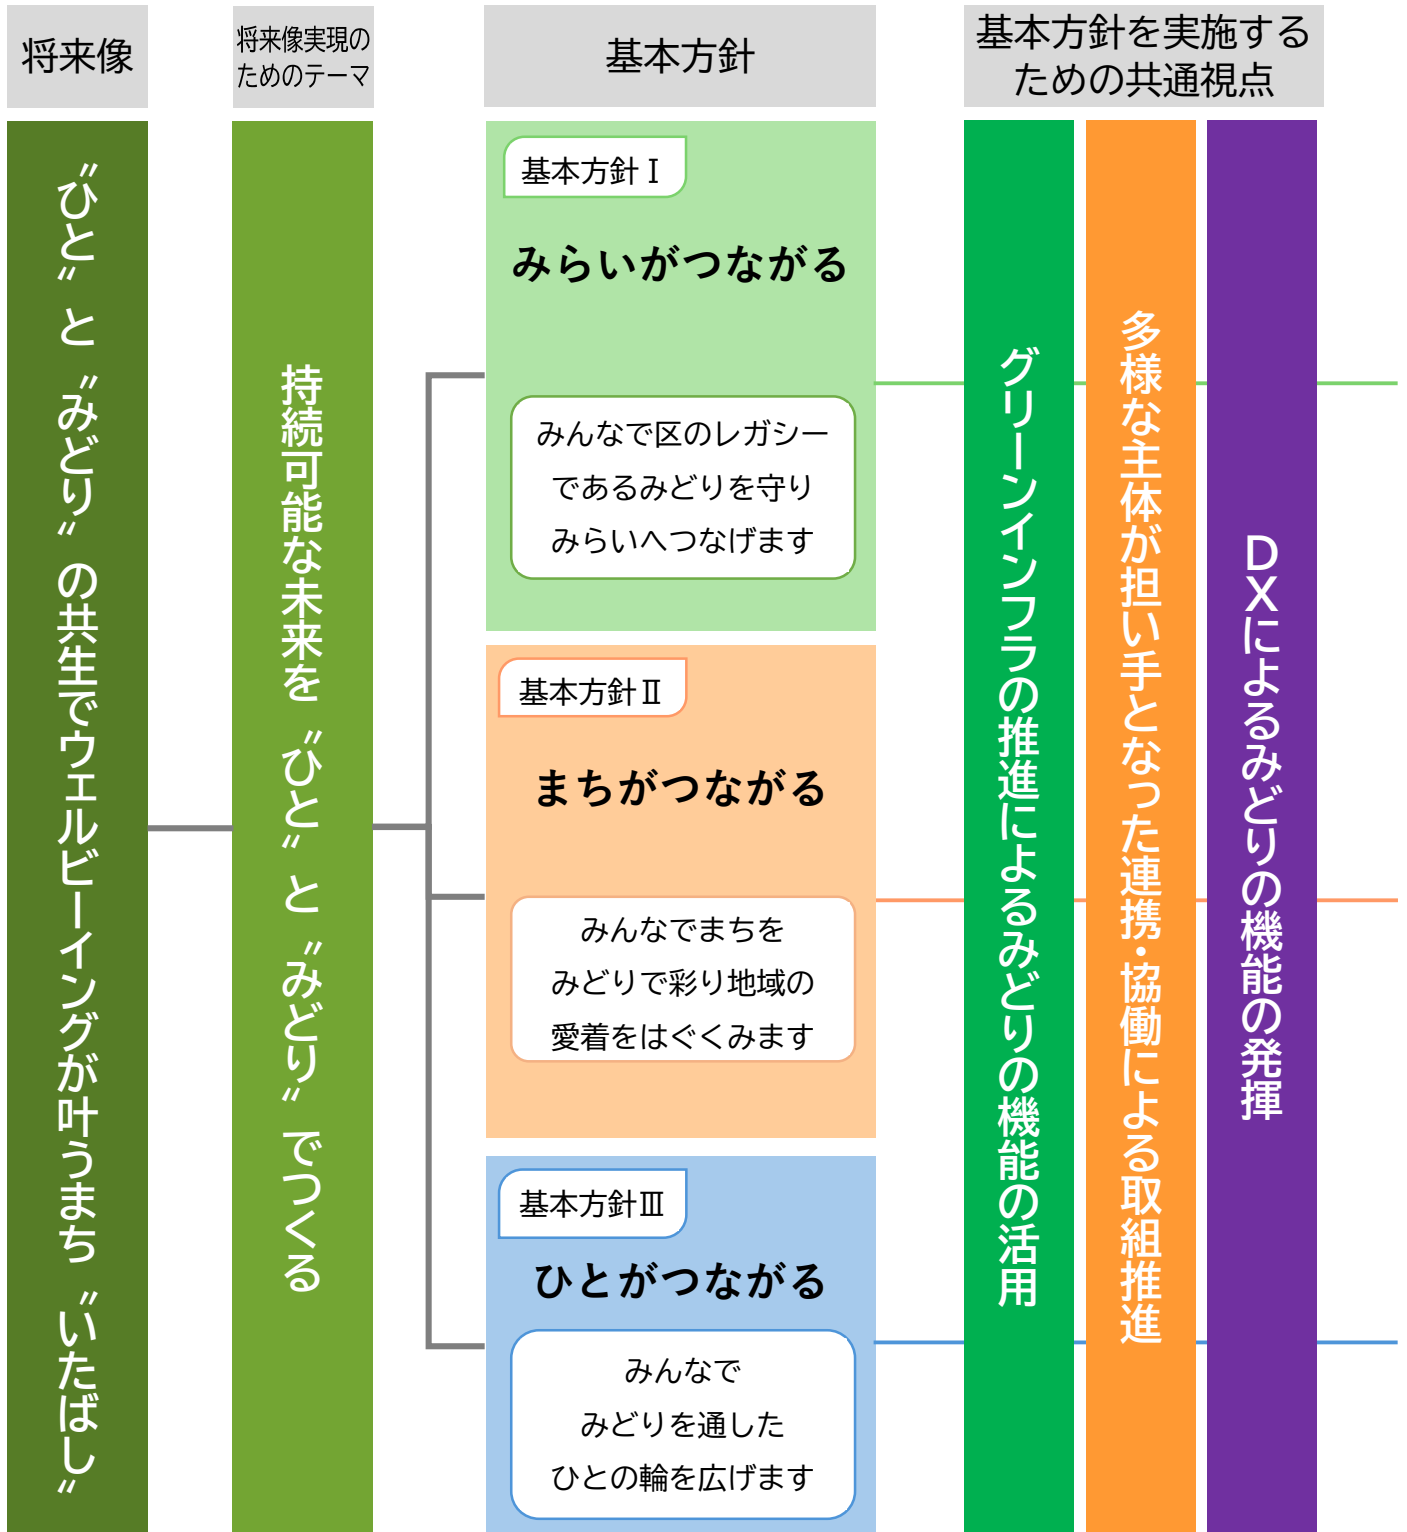 将来像
将来像実現の
ためのテーマ
基本方針
基本方針を実施する
ための共通視点
〝ひと〟と〝みどり〟の共生でウェルビーイングが叶うまち〝いたばし〟
持続可能な未来を〝ひと〟と〝みどり〟でつくる
基本方針Ⅰ
みらいがつながる
みんなで区のレガシー
であるみどりを守り
みらいへつなげます
基本方針Ⅱ
まちがつながる
みんなでまちを
みどりで彩り地域の
愛着をはぐくみます
基本方針Ⅲ
ひとがつながる
みんなで
みどりを通した
ひとの輪を広げます
グリーンインフラの推進によるみどりの機能の活用
多様な主体が担い手となった連携・協働による取組推進
DXによるみどりの機能の発揮